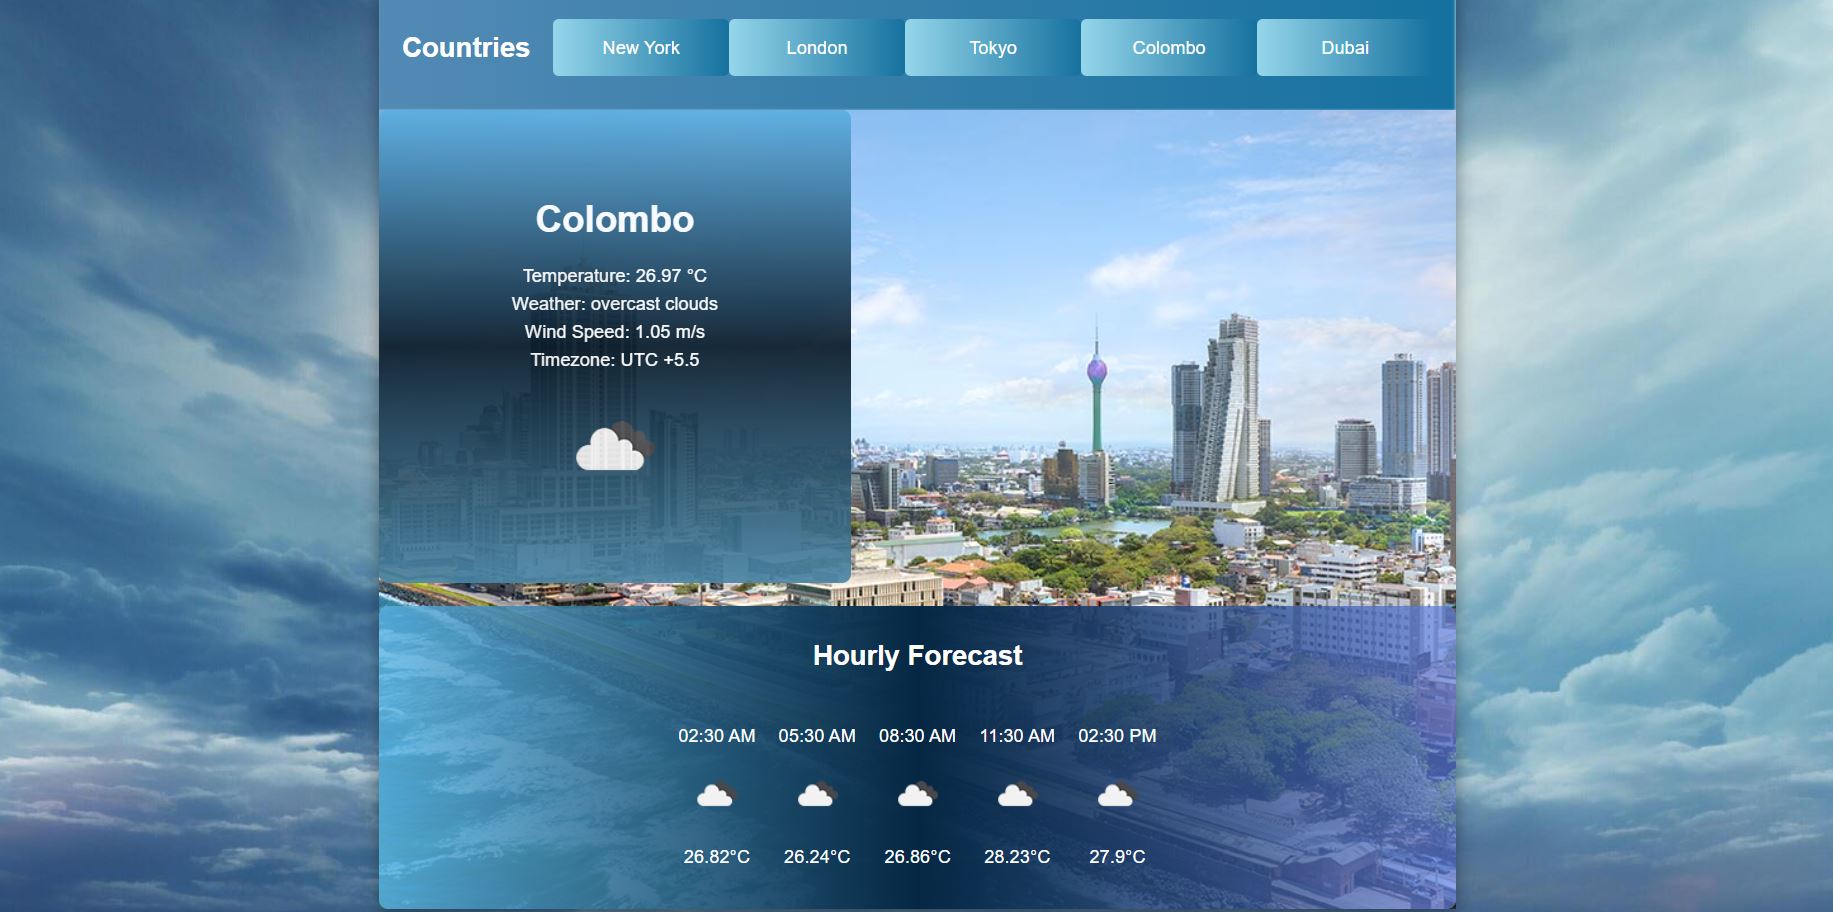 Countries New York London Tokyo Colombo Dubai
Colombo
Temperature: 26.97 °C
Weather: overcast clouds
Wind Speed: 1.05 m/s
Timezone: UTC +5.5
Hourly Forecast
02:30 AM 05:30 AM 08:30 AM 11:30 AM 02:30 PM
26.82°C 26.24°C 26.86°C 28.23°C 27.9°C